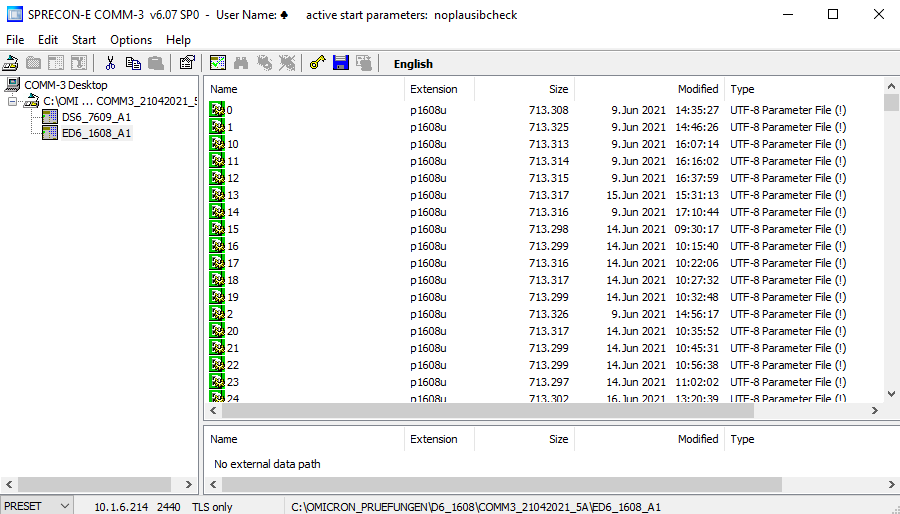 SPRECON-E COMM-3 v6.07 SP0 - User Name: ♣ active start parameters: noplausibcheck
File Edit Start Options Help
English
COMM-3 Desktop
C:\OMI ... COMM3_21042021_5
DS6_7609_A1
ED6_1608_A1
Name Extension Size Modified Type
0 p1608u 713.308 9.Jun 2021 14:35:27 UTF-8 Parameter File (!)
1 p1608u 713.325 9.Jun 2021 14:46:26 UTF-8 Parameter File (!)
10 p1608u 713.313 9.Jun 2021 16:07:14 UTF-8 Parameter File (!)
11 p1608u 713.314 9.Jun 2021 16:16:02 UTF-8 Parameter File (!)
12 p1608u 713.315 9.Jun 2021 16:37:59 UTF-8 Parameter File (!)
13 p1608u 713.317 15.Jun 2021 15:31:13 UTF-8 Parameter File (!)
14 p1608u 713.316 9.Jun 2021 17:10:44 UTF-8 Parameter File (!)
15 p1608u 713.298 14.Jun 2021 09:30:17 UTF-8 Parameter File (!)
16 p1608u 713.299 14.Jun 2021 10:15:40 UTF-8 Parameter File (!)
17 p1608u 713.316 14.Jun 2021 10:22:06 UTF-8 Parameter File (!)
18 p1608u 713.317 14.Jun 2021 10:27:32 UTF-8 Parameter File (!)
19 p1608u 713.299 14.Jun 2021 10:32:48 UTF-8 Parameter File (!)
2 p1608u 713.326 9.Jun 2021 14:56:17 UTF-8 Parameter File (!)
20 p1608u 713.317 14.Jun 2021 10:35:52 UTF-8 Parameter File (!)
21 p1608u 713.299 14.Jun 2021 10:45:31 UTF-8 Parameter File (!)
22 p1608u 713.299 14.Jun 2021 10:56:38 UTF-8 Parameter File (!)
23 p1608u 713.297 14.Jun 2021 11:02:02 UTF-8 Parameter File (!)
24 p1608u 713.302 16.Jun 2021 13:20:39 UTF-8 Parameter File (!)
Name Extension Size Modified Type
No external data path
PRESET 10.1.6.214 2440 TLS only C:\OMICRON_PRUEFUNGEN\D6_1608\COMM3_21042021_5A\ED6_1608_A1